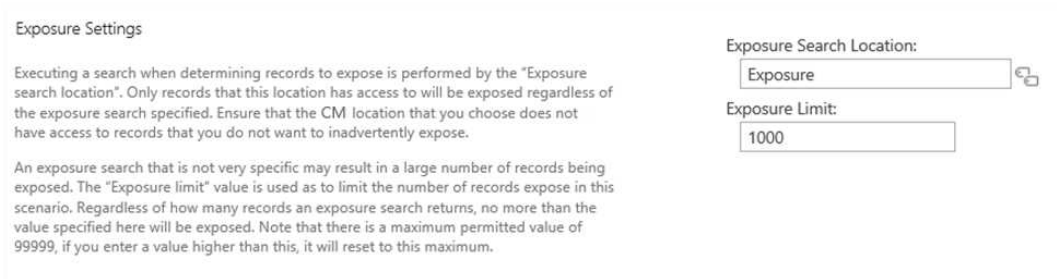 Exposure Settings
Executing a search when determining records to expose is performed by the "Exposure
search location". Only records that this location has access to will be exposed regardless of
the exposure search specified. Ensure that the CM location that you choose does not
have access to records that you do not want to inadvertently expose.
An exposure search that is not very specific may result in a large number of records being
exposed. The "Exposure limit" value is used as to limit the number of records expose in this
scenario. Regardless of how many records an exposure search returns, no more than the
value specified here will be exposed. Note that there is a maximum permitted value of
99999, if you enter a value higher than this, it will reset to this maximum.
Exposure Search Location:
Exposure
Exposure Limit:
1000